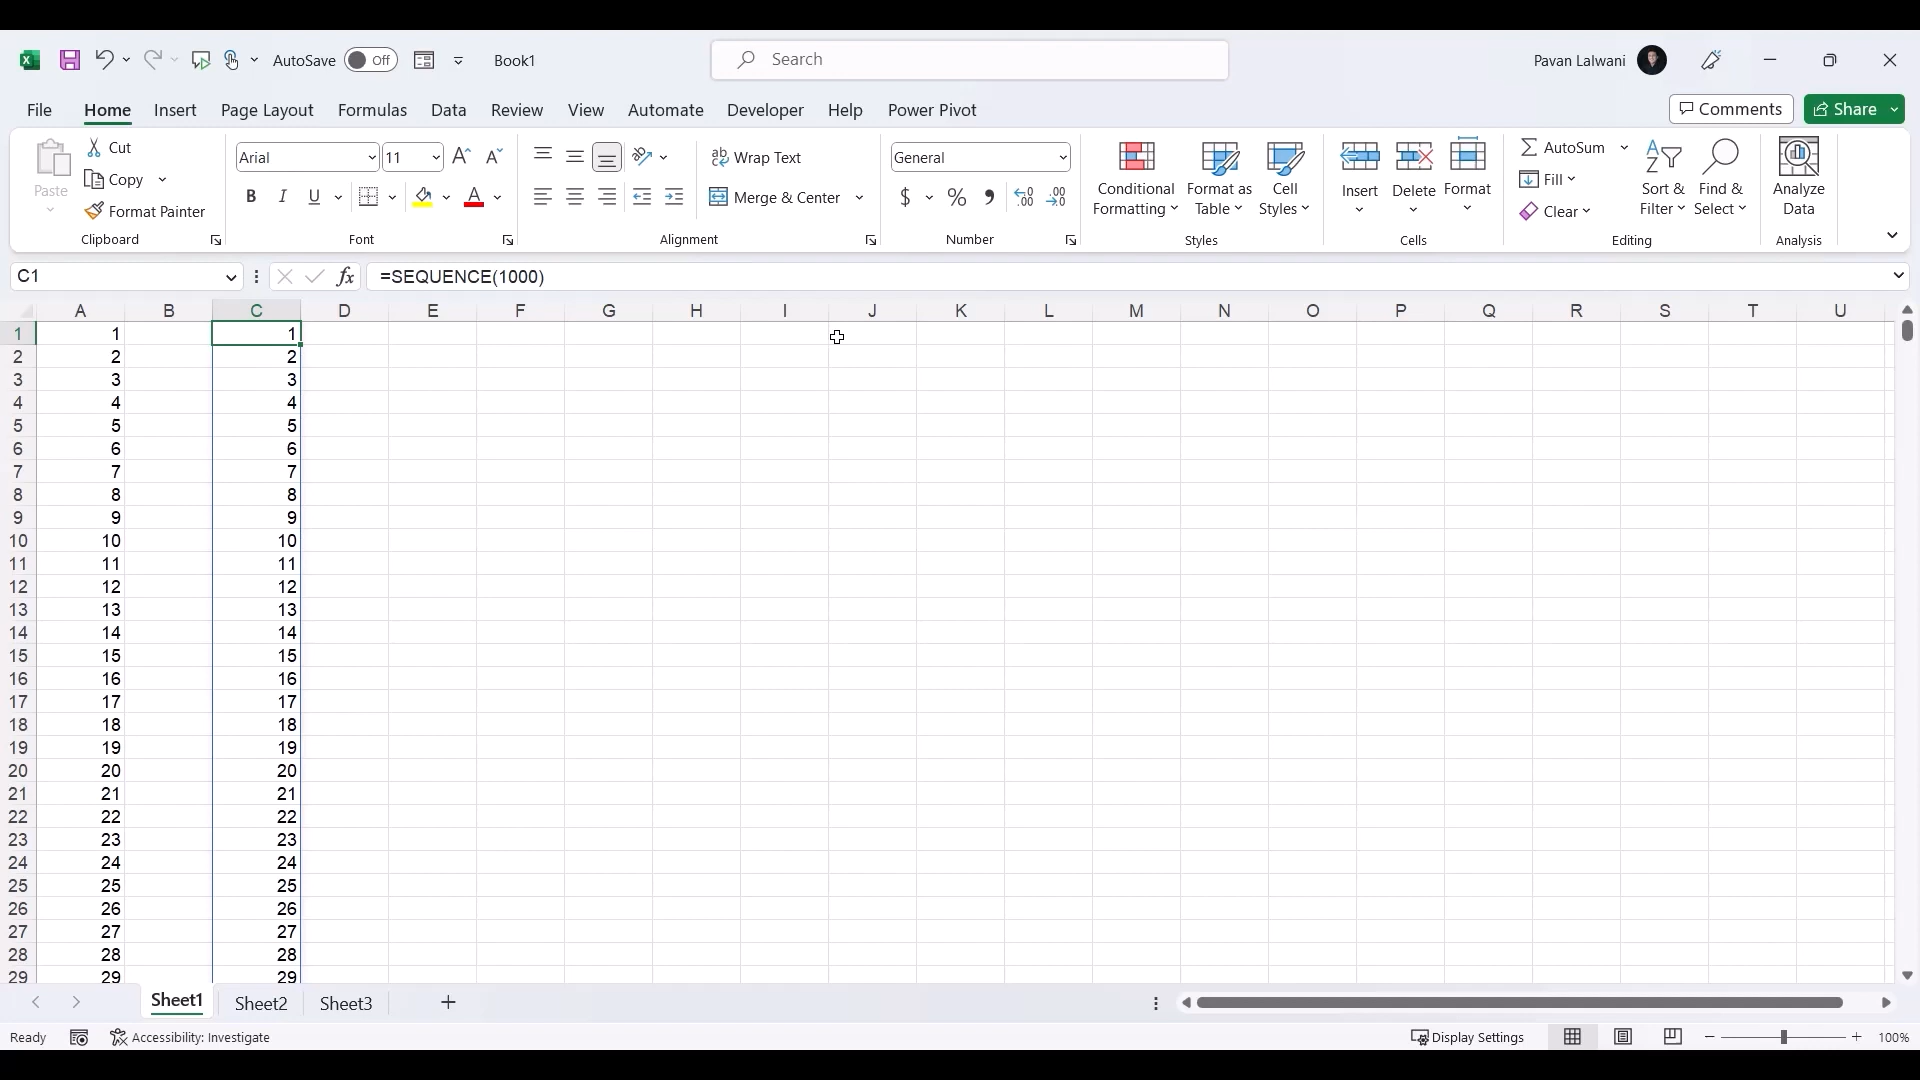 AutoSave Off Book1 Search Pavan Lalwani
File Home Insert Page Layout Formulas Data Review View Automate Developer Help Power Pivot Comments Share
Paste Cut Copy Format Painter Clipboard
Arial 11 B I U A Font
Wrap Text Merge & Center Alignment
General $ % Number
Conditional Formatting Format as Table Cell Styles Styles
Insert Delete Format Cells
AutoSum Fill Clear Sort & Filter Find & Select Editing
Analyze Data Analysis
C1 fx =SEQUENCE(1000)
A B C D E F G H I J K L M N O P Q R S T U
1 1 1
2 2 2
3 3 3
4 4 4
5 5 5
6 6 6
7 7 7
8 8 8
9 9 9
10 10 10
11 11 11
12 12 12
13 13 13
14 14 14
15 15 15
16 16 16
17 17 17
18 18 18
19 19 19
20 20 20
21 21 21
22 22 22
23 23 23
24 24 24
25 25 25
26 26 26
27 27 27
28 28 28
29 29 29
Sheet1 Sheet2 Sheet3
Ready Accessibility: Investigate Display Settings 100%